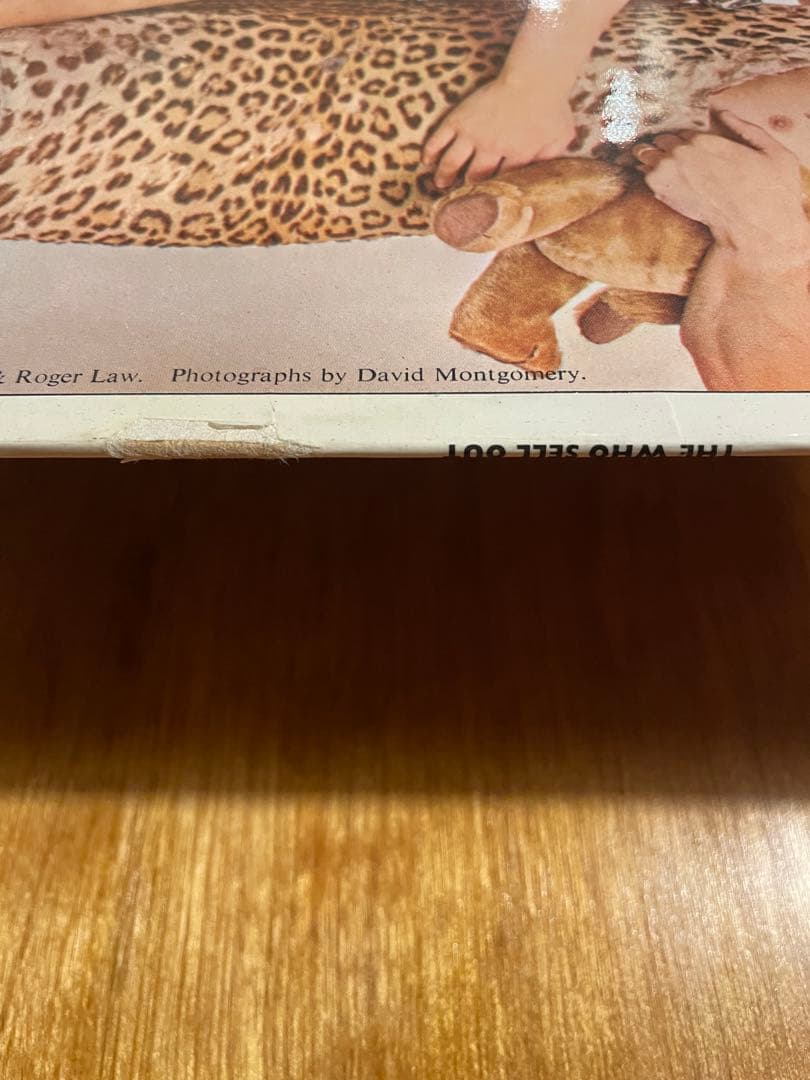 & Roger Law. Photographs by David Montgomery.
THE WHO SELL OUT